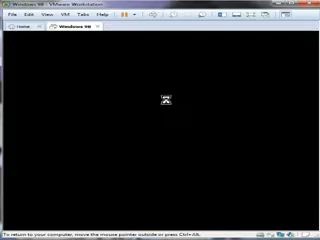 Windows 98 - VMware Workstation
File Edit View VM Tabs Help
Home Windows 98
To return to your computer, move the mouse pointer outside or press Ctrl+Alt.